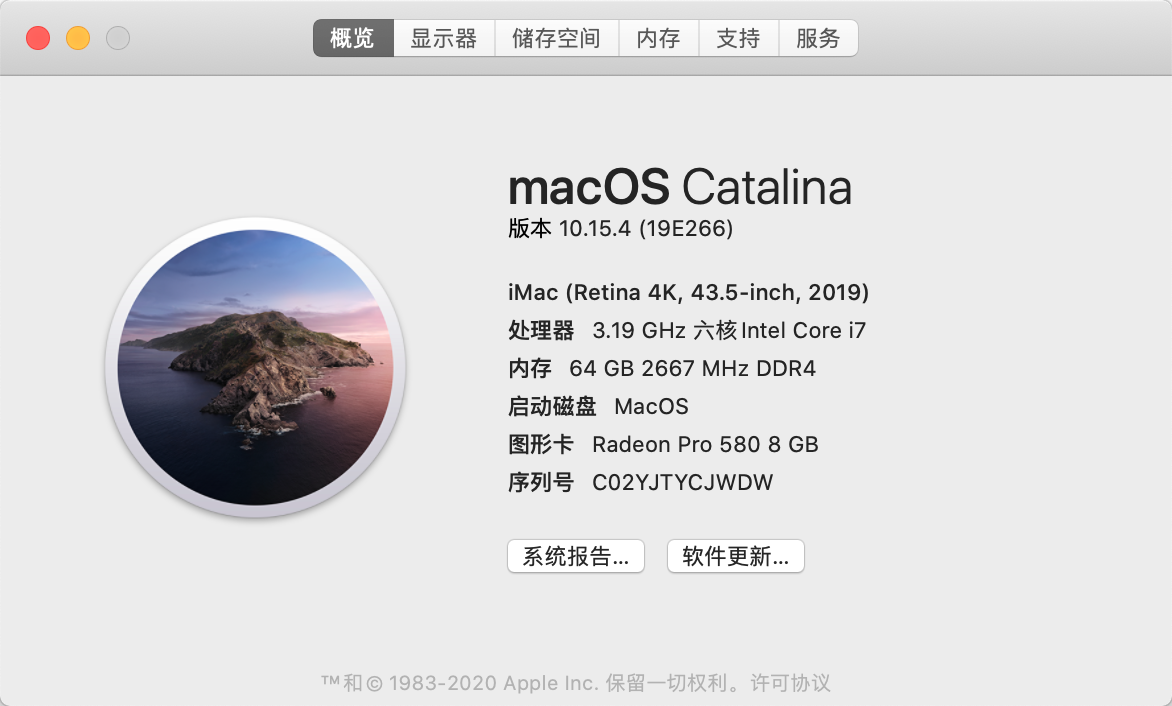 概览 显示器 储存空间 内存 支持 服务
macOS Catalina
版本 10.15.4 (19E266)
iMac (Retina 4K, 43.5-inch, 2019)
处理器 3.19 GHz 六核Intel Core i7
内存 64 GB 2667 MHz DDR4
启动磁盘 MacOS
图形卡 Radeon Pro 580 8 GB
序列号 C02YJTYCJWDW
系统报告... 软件更新...
™和© 1983-2020 Apple Inc. 保留一切权利。许可协议